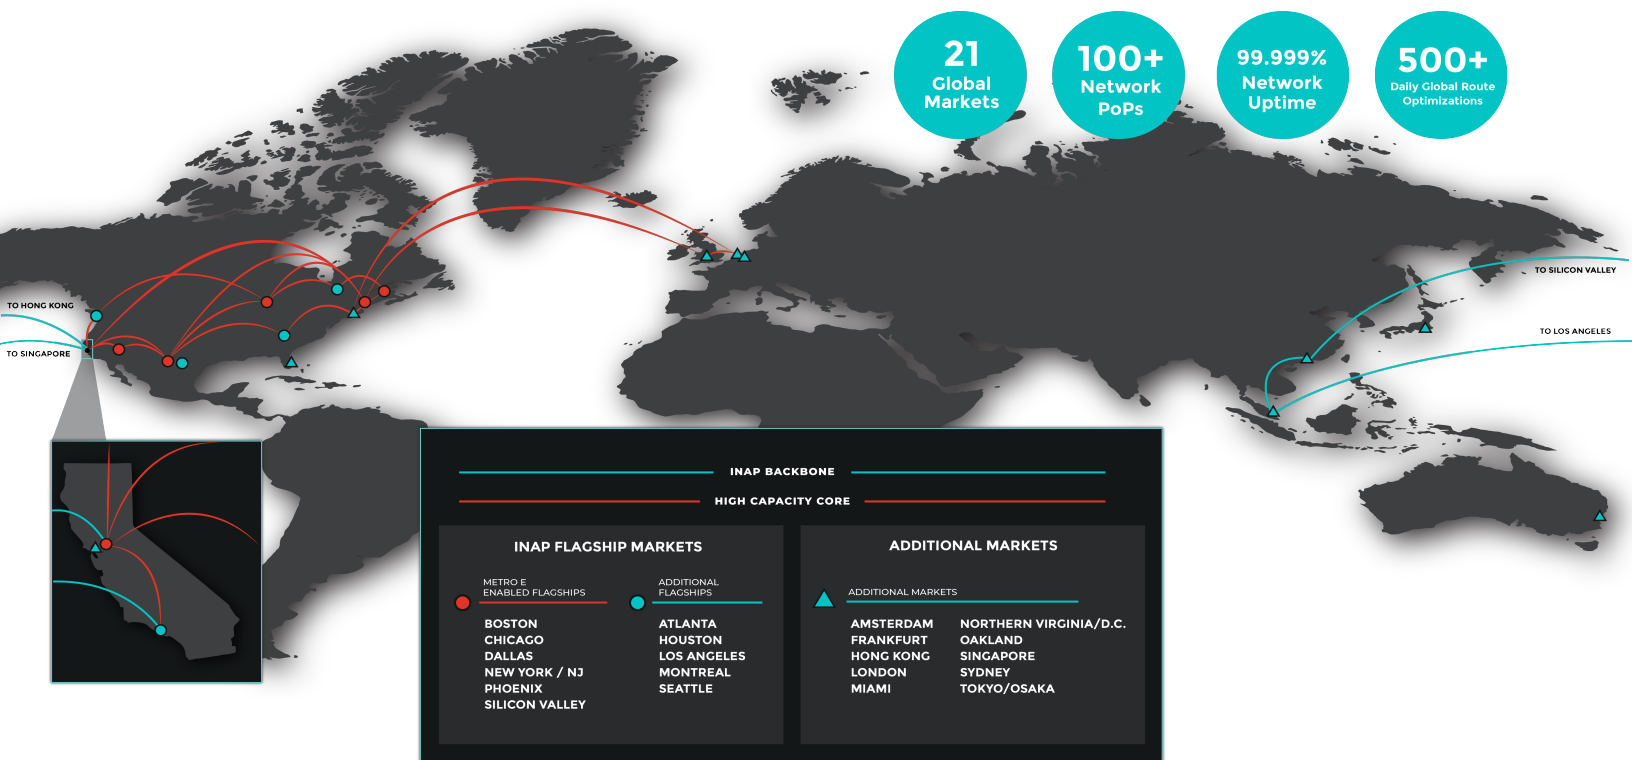 21
Global
Markets
100+
Network
PoPs
99.999%
Network
Uptime
500+
Daily Global Route
Optimizations
TO HONG KONG
TO SINGAPORE
TO SILICON VALLEY
TO LOS ANGELES
INAP BACKBONE
HIGH CAPACITY CORE
INAP FLAGSHIP MARKETS
METRO E
ENABLED FLAGSHIPS
BOSTON
CHICAGO
DALLAS
NEW YORK / NJ
PHOENIX
SILICON VALLEY
ADDITIONAL
FLAGSHIPS
ATLANTA
HOUSTON
LOS ANGELES
MONTREAL
SEATTLE
ADDITIONAL MARKETS
ADDITIONAL MARKETS
AMSTERDAM
FRANKFURT
HONG KONG
LONDON
MIAMI
NORTHERN VIRGINIA/D.C.
OAKLAND
SINGAPORE
SYDNEY
TOKYO/OSAKA